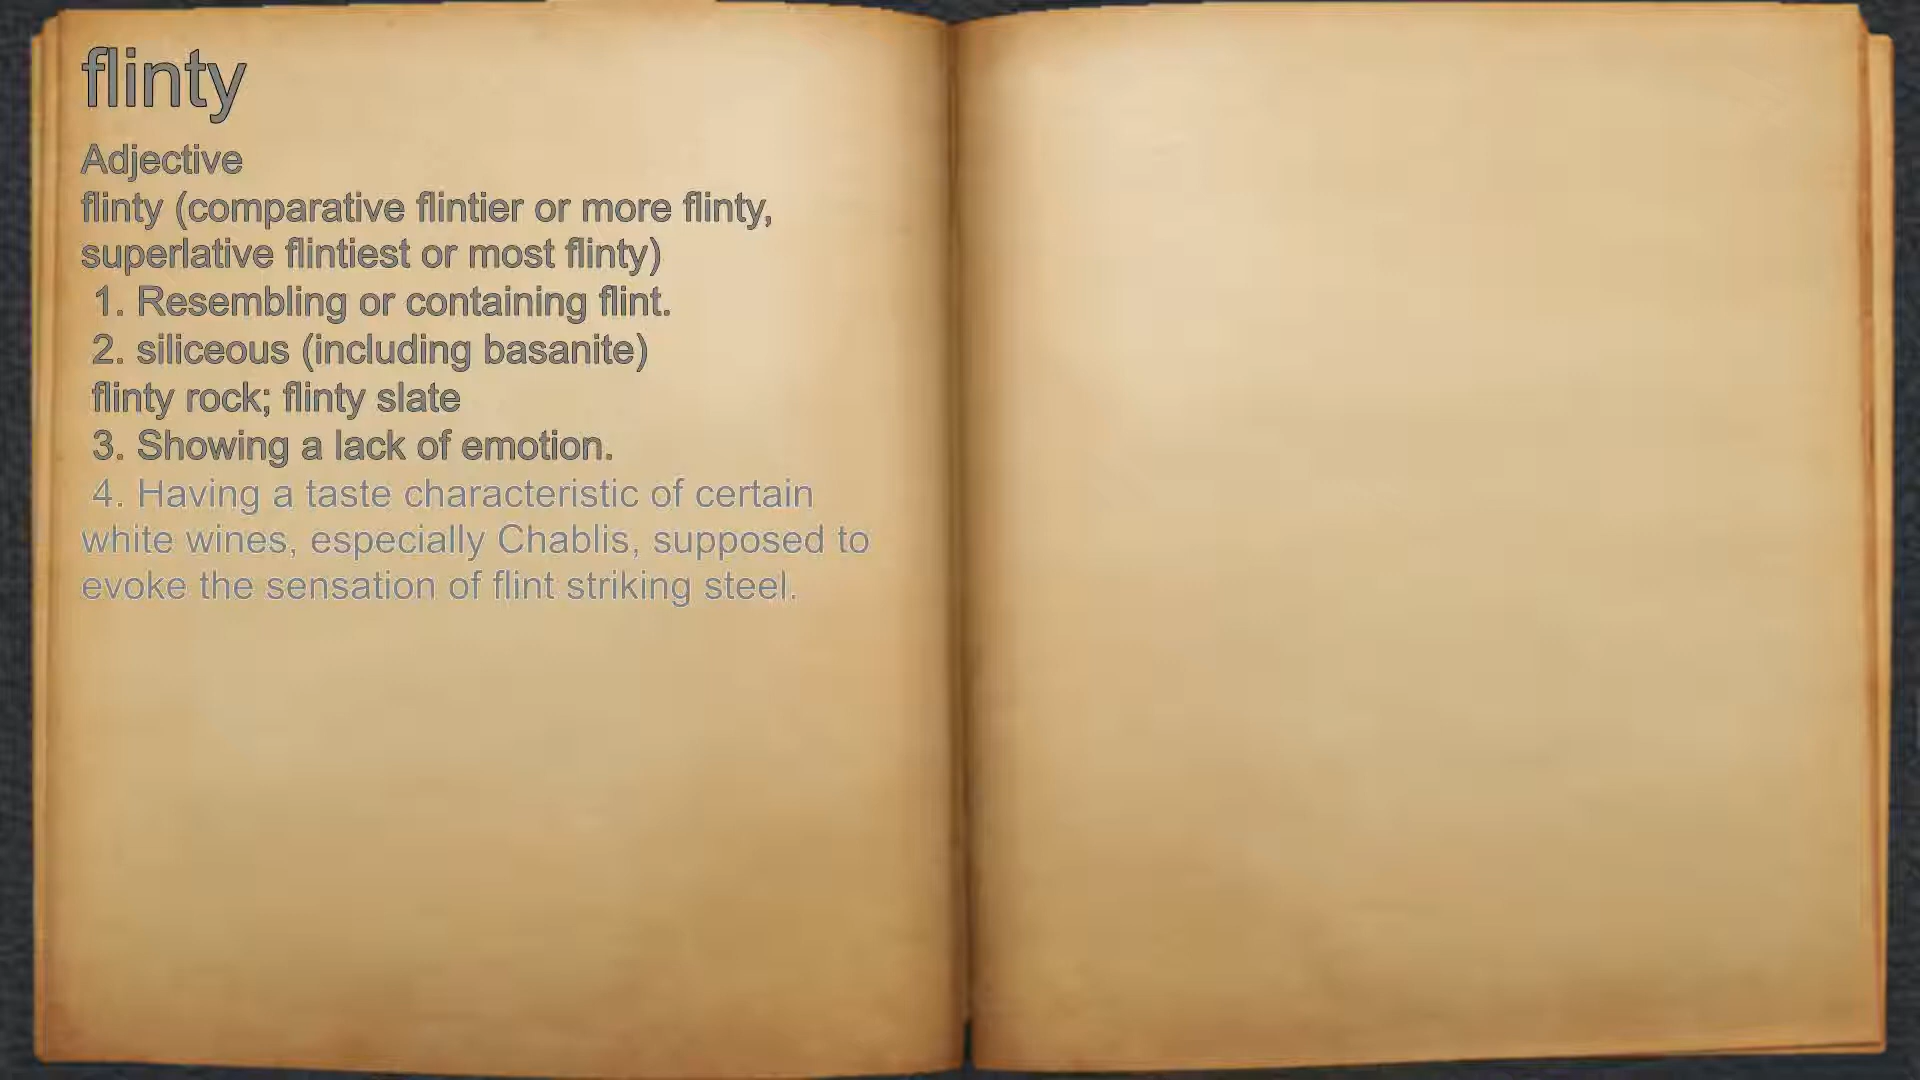 flinty
Adjective
flinty (comparative flintier or more flinty,
superlative flintiest or most flinty)
1. Resembling or containing flint.
2. siliceous (including basanite)
flinty rock; flinty slate
3. Showing a lack of emotion.
4. Having a taste characteristic of certain
white wines, especially Chablis, supposed to
evoke the sensation of flint striking steel.